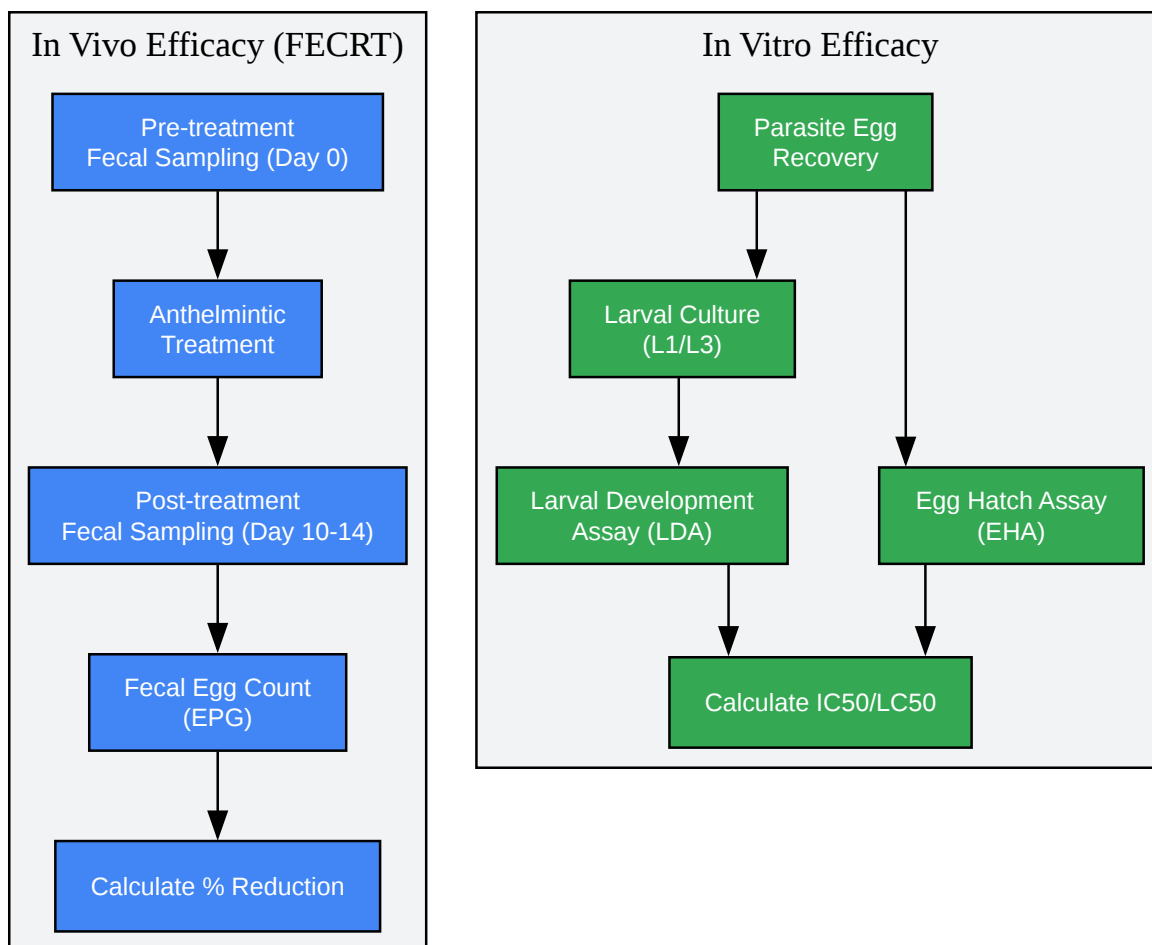 In Vivo Efficacy (FECRT)
Pre-treatment
Fecal Sampling (Day 0)
Anthelmintic
Treatment
Post-treatment
Fecal Sampling (Day 10-14)
Fecal Egg Count
(EPG)
Calculate % Reduction
In Vitro Efficacy
Parasite Egg
Recovery
Larval Culture
(L1/L3)
Larval Development
Assay (LDA)
Egg Hatch Assay
(EHA)
Calculate IC50/LC50